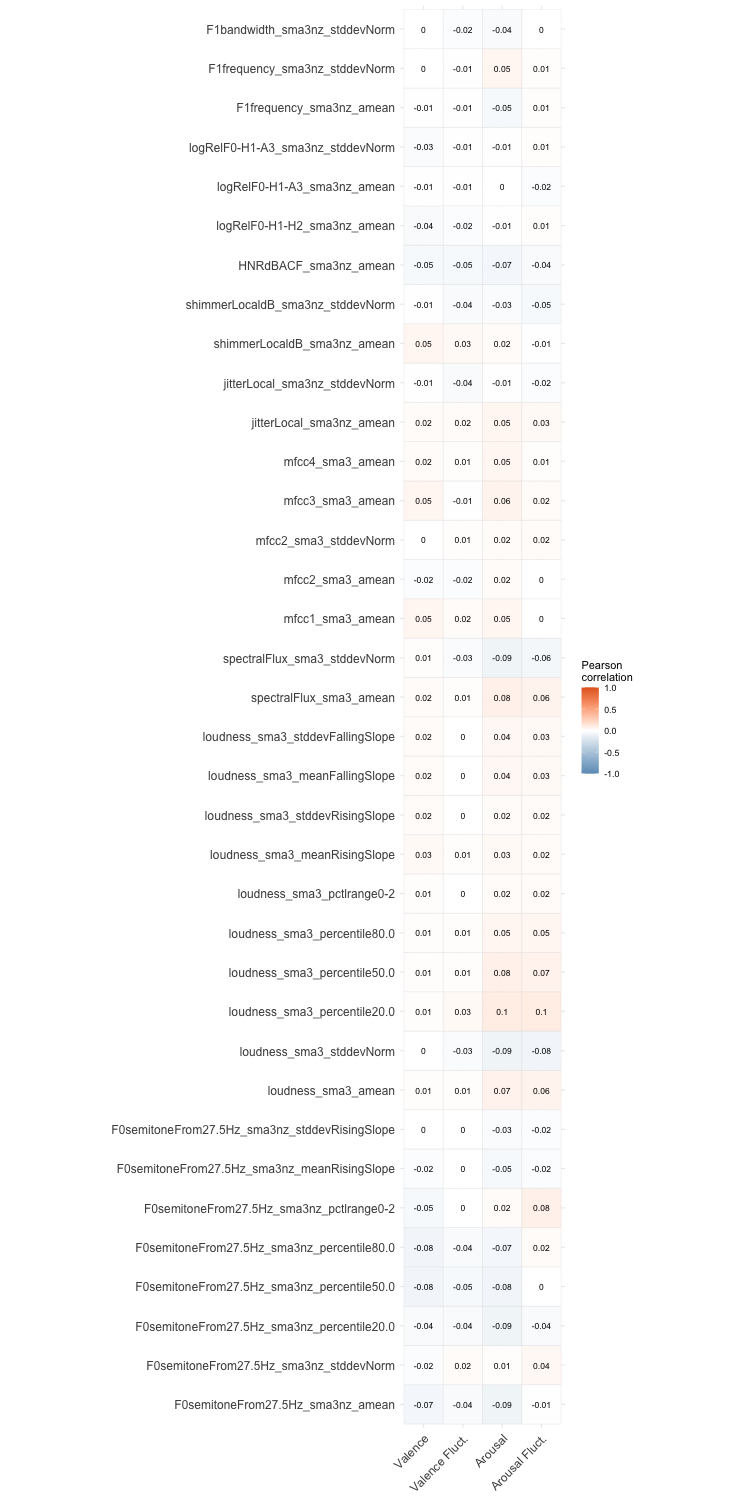 F1bandwidth_sma3nz_stddevNorm 0 -0.02 -0.04 0
F1frequency_sma3nz_stddevNorm 0 -0.01 0.05 0.01
F1frequency_sma3nz_amean -0.01 -0.01 -0.05 0.01
logRelF0-H1-A3_sma3nz_stddevNorm -0.03 -0.01 -0.01 0.01
logRelF0-H1-A3_sma3nz_amean -0.01 -0.01 0 -0.02
logRelF0-H1-H2_sma3nz_amean -0.04 -0.02 -0.01 0.01
HNRdBACF_sma3nz_amean -0.05 -0.05 -0.07 -0.04
shimmerLocaldB_sma3nz_stddevNorm -0.01 -0.04 -0.03 -0.05
shimmerLocaldB_sma3nz_amean 0.05 0.03 0.02 -0.01
jitterLocal_sma3nz_stddevNorm -0.01 -0.04 -0.01 -0.02
jitterLocal_sma3nz_amean 0.02 0.02 0.05 0.03
mfcc4_sma3_amean 0.02 0.01 0.05 0.01
mfcc3_sma3_amean 0.05 -0.01 0.06 0.02
mfcc2_sma3_stddevNorm 0 0.01 0.02 0.02
mfcc2_sma3_amean -0.02 -0.02 0.02 0
mfcc1_sma3_amean 0.05 0.02 0.05 0
spectralFlux_sma3_stddevNorm 0.01 -0.03 -0.09 -0.06
spectralFlux_sma3_amean 0.02 0.01 0.08 0.06
loudness_sma3_stddevFallingSlope 0.02 0 0.04 0.03
loudness_sma3_meanFallingSlope 0.02 0 0.04 0.03
loudness_sma3_stddevRisingSlope 0.02 0 0.02 0.02
loudness_sma3_meanRisingSlope 0.03 0.01 0.03 0.02
loudness_sma3_pctlrange0-2 0.01 0 0.02 0.02
loudness_sma3_percentile80.0 0.01 0.01 0.05 0.05
loudness_sma3_percentile50.0 0.01 0.01 0.08 0.07
loudness_sma3_percentile20.0 0.01 0.03 0.1 0.1
loudness_sma3_stddevNorm 0 -0.03 -0.09 -0.08
loudness_sma3_amean 0.01 0.01 0.07 0.06
F0semitoneFrom27.5Hz_sma3nz_stddevRisingSlope 0 0 -0.03 -0.02
F0semitoneFrom27.5Hz_sma3nz_meanRisingSlope -0.02 0 -0.05 -0.02
F0semitoneFrom27.5Hz_sma3nz_pctlrange0-2 -0.05 0 0.02 0.08
F0semitoneFrom27.5Hz_sma3nz_percentile80.0 -0.08 -0.04 -0.07 0.02
F0semitoneFrom27.5Hz_sma3nz_percentile50.0 -0.08 -0.05 -0.08 0
F0semitoneFrom27.5Hz_sma3nz_percentile20.0 -0.04 -0.04 -0.09 -0.04
F0semitoneFrom27.5Hz_sma3nz_stddevNorm -0.02 0.02 0.01 0.04
F0semitoneFrom27.5Hz_sma3nz_amean -0.07 -0.04 -0.09 -0.01
Valence
Valence Fluct.
Arousal
Arousal Fluct.
Pearson
correlation
1.0
0.5
0.0
-0.5
-1.0